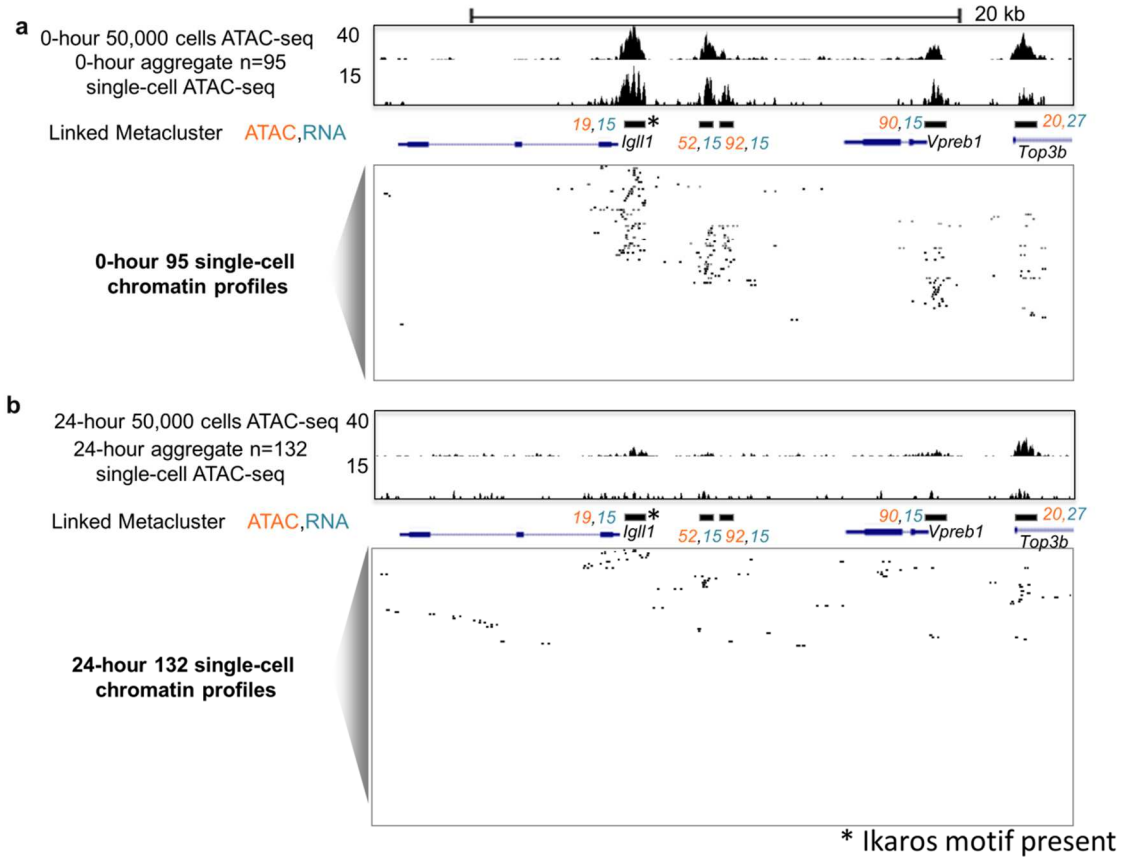 20 kb
a
0-hour 50,000 cells ATAC-seq 40
0-hour aggregate n=95
single-cell ATAC-seq 15
Linked Metacluster ATAC,RNA 19,15 * Igll1 52,15 92,15 90,15 Vpreb1 20,27 Top3b
0-hour 95 single-cell
chromatin profiles
b
24-hour 50,000 cells ATAC-seq 40
24-hour aggregate n=132
single-cell ATAC-seq 15
Linked Metacluster ATAC,RNA 19,15 * Igll1 52,15 92,15 90,15 Vpreb1 20,27 Top3b
24-hour 132 single-cell
chromatin profiles
* Ikaros motif present